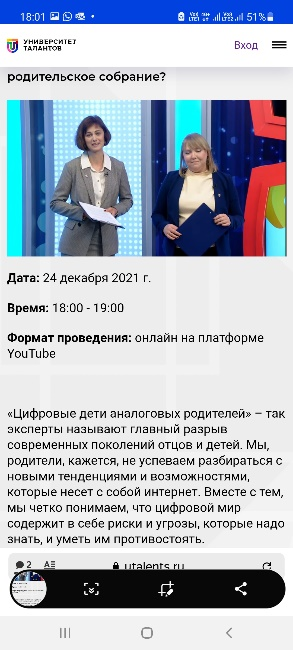 18:01
51%
УНИВЕРСИТЕТ
ТАЛАНТОВ
Вход
родительское собрание?
Дата: 24 декабря 2021 г.
Время: 18:00 - 19:00
Формат проведения: онлайн на платформе
YouTube
«Цифровые дети аналоговых родителей» – так
эксперты называют главный разрыв
современных поколений отцов и детей. Мы,
родители, кажется, не успеваем разбираться с
новыми тенденциями и возможностями,
которые несет с собой интернет. Вместе с тем,
мы четко понимаем, что цифровой мир
содержит в себе риски и угрозы, которые надо
знать, и уметь им противостоять.
2
utalents.ru